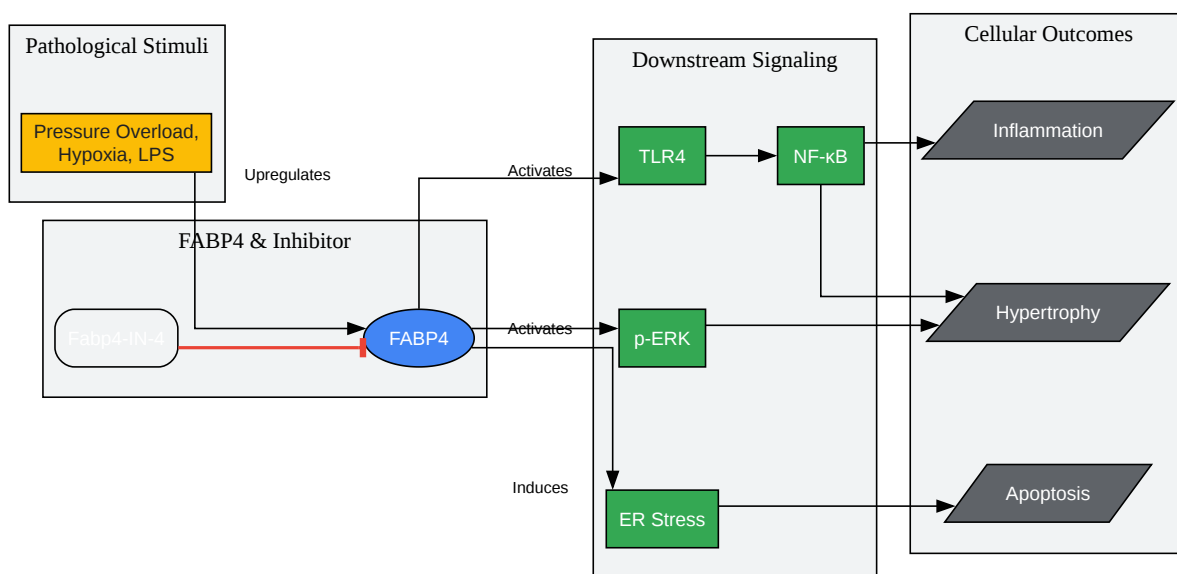 Pathological Stimuli
Pressure Overload,
Hypoxia, LPS
Upregulates
FABP4 & Inhibitor
Fabp4-IN-4
FABP4
Activates
Activates
Induces
Downstream Signaling
TLR4
NF-κB
p-ERK
ER Stress
Cellular Outcomes
Inflammation
Hypertrophy
Apoptosis